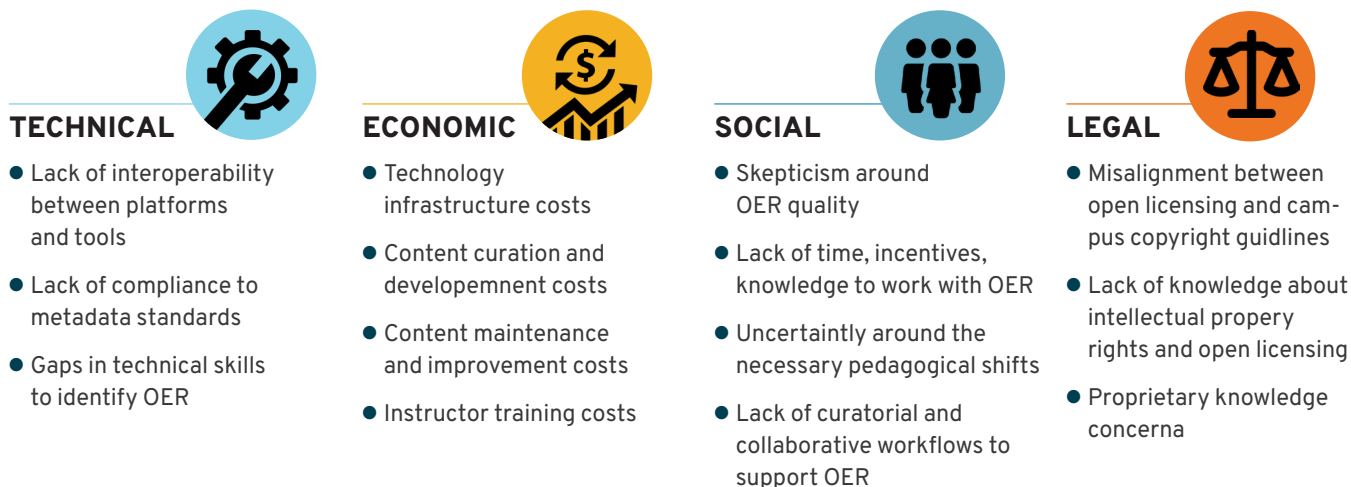 TECHNICAL
● Lack of interoperability
between platforms
and tools
● Lack of compliance to
metadata standards
● Gaps in technical skills
to identify OER
$
ECONOMIC
● Technology
infrastructure costs
● Content curation and
developemnent costs
● Content maintenance
and improvement costs
● Instructor training costs
SOCIAL
● Skepticism around
OER quality
● Lack of time, incentives,
knowledge to work with OER
● Uncertaintly around the
necessary pedagogical shifts
● Lack of curatorial and
collaborative workflows to
support OER
LEGAL
● Misalignment between
open licensing and cam-
pus copyright guidlines
● Lack of knowledge about
intellectual propery
rights and open licensing
● Proprietary knowledge
concerna